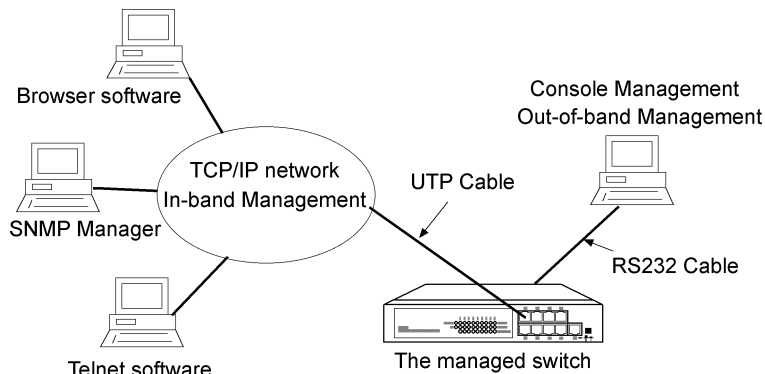 Browser software
Console Management
Out-of-band Management
TCP/IP network
In-band Management
UTP Cable
SNMP Manager
RS232 Cable
Telnet software
The managed switch